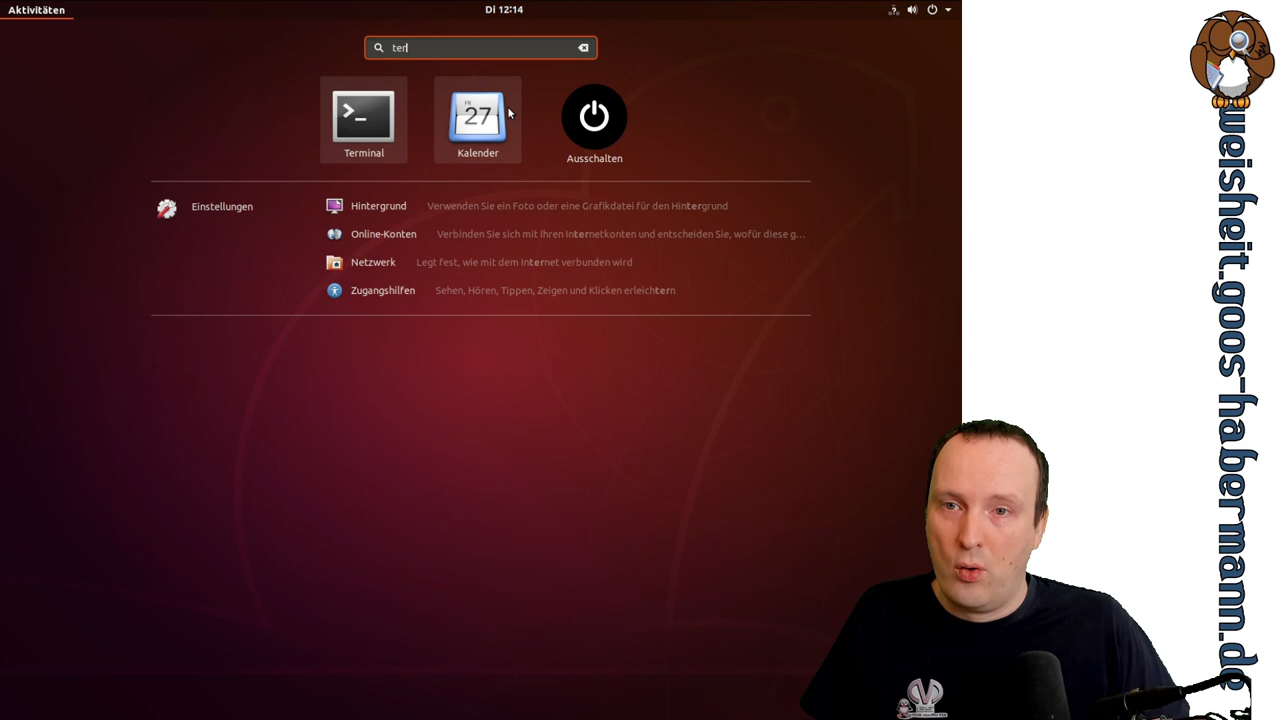 Aktivitäten
Di 12:14
ter
FR
27
Terminal
Kalender
Ausschalten
Einstellungen
Hintergrund Verwenden Sie ein Foto oder eine Grafikdatei für den Hintergrund
Online-Konten Verbinden Sie sich mit Ihren Internetkonten und entscheiden Sie, wofür diese g…
Netzwerk Legt fest, wie mit dem Internet verbunden wird
Zugangshilfen Sehen, Hören, Tippen, Zeigen und Klicken erleichtern
weisheit.goos-habermann.de